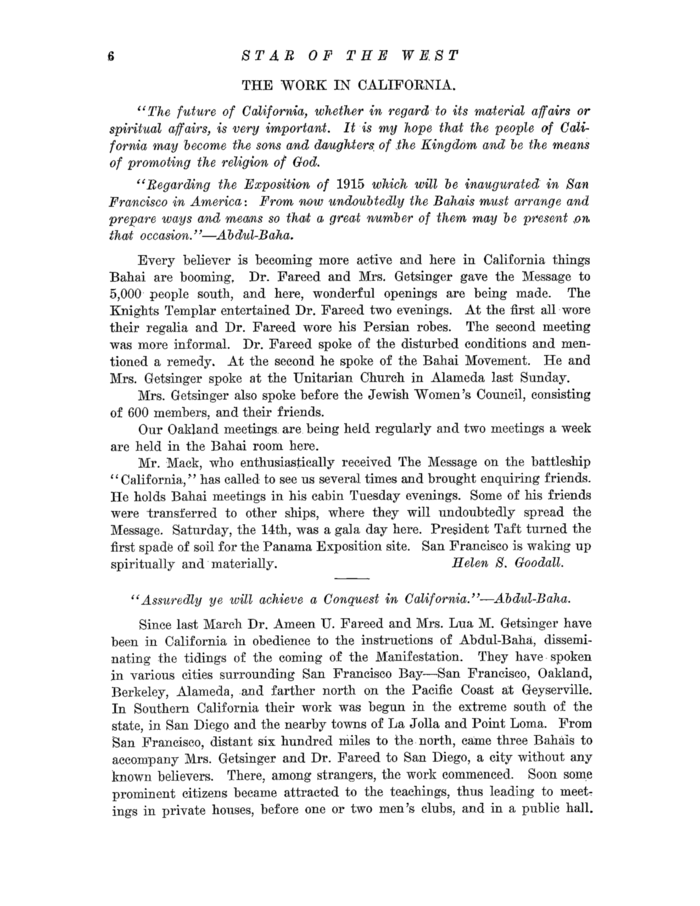 6 STAR OF THE WEST
THE WORK IN CALIFORNIA.
"The future of California, whether in regard to its material affairs or
spiritual affairs, is very important. It is my hope that the people of Cali-
fornia may become the sons and daughters of the Kingdom and be the means
of promoting the religion of God.
"Regarding the Exposition of 1915 which will be inaugurated in San
Francisco in America: From now undoubtedly the Bahais must arrange and
prepare ways and means so that a great number of them may be present on
that occasion."—Abdul-Baha.
Every believer is becoming more active and here in California things
Bahai are booming. Dr. Fareed and Mrs. Getsinger gave the Message to
5,000 people south, and here, wonderful openings are being made. The
Knights Templar entertained Dr. Fareed two evenings. At the first all wore
their regalia and Dr. Fareed wore his Persian robes. The second meeting
was more informal. Dr. Fareed spoke of the disturbed conditions and men-
tioned a remedy. At the second he spoke of the Bahai Movement. He and
Mrs. Getsinger spoke at the Unitarian Church in Alameda last Sunday.
Mrs. Getsinger also spoke before the Jewish Women's Council, consisting
of 600 members, and their friends.
Our Oakland meetings are being held regularly and two meetings a week
are held in the Bahai room here.
Mr. Mack, who enthusiastically received The Message on the battleship
"California," has called to see us several times and brought enquiring friends.
He holds Bahai meetings in his cabin Tuesday evenings. Some of his friends
were transferred to other ships, where they will undoubtedly spread the
Message. Saturday, the 14th, was a gala day here. President Taft turned the
first spade of soil for the Panama Exposition site. San Francisco is waking up
spiritually and materially. Helen S. Goodall.
"Assuredly ye will achieve a Conquest in California."—Abdul-Baha.
Since last March Dr. Ameen U. Fareed and Mrs. Lua M. Getsinger have
been in California in obedience to the instructions of Abdul-Baha, dissemi-
nating the tidings of the coming of the Manifestation. They have spoken
in various cities surrounding San Francisco Bay—San Francisco, Oakland,
Berkeley, Alameda, and farther north on the Pacific Coast at Geyserville.
In Southern California their work was begun in the extreme south of the
state, in San Diego and the nearby towns of La Jolla and Point Loma. From
San Francisco, distant six hundred miles to the north, came three Bahais to
accompany Mrs. Getsinger and Dr. Fareed to San Diego, a city without any
known believers. There, among strangers, the work commenced. Soon some
prominent citizens became attracted to the teachings, thus leading to meet-
ings in private houses, before one or two men's clubs, and in a public hall.